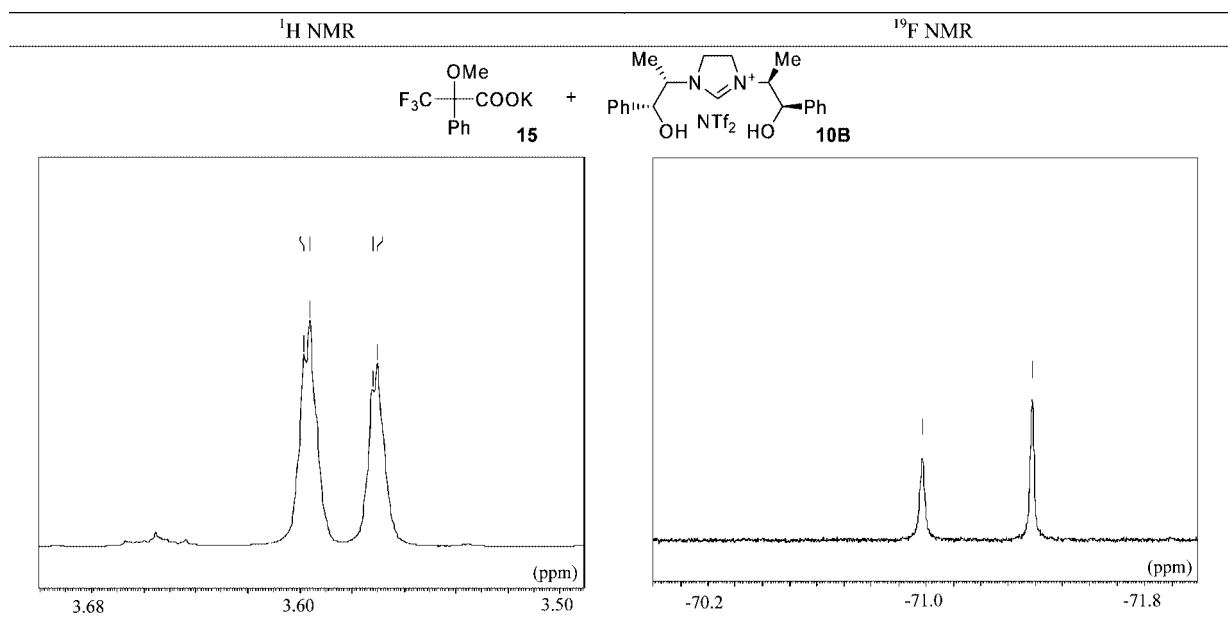 ¹H NMR ¹⁹F NMR
OMe
F₃C COOK
Ph
15
+
Me Me
N N⁺
Ph Ph
OH NTf₂ HO
10B
(ppm) (ppm)
3.68 3.60 3.50 -70.2 -71.0 -71.8